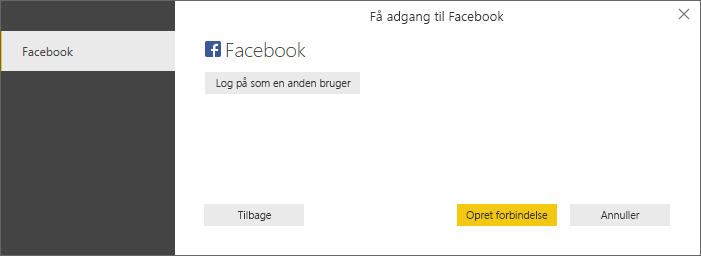 Få adgang til Facebook
Facebook
Facebook
Log på som en anden bruger
Tilbage
Opret forbindelse
Annuller